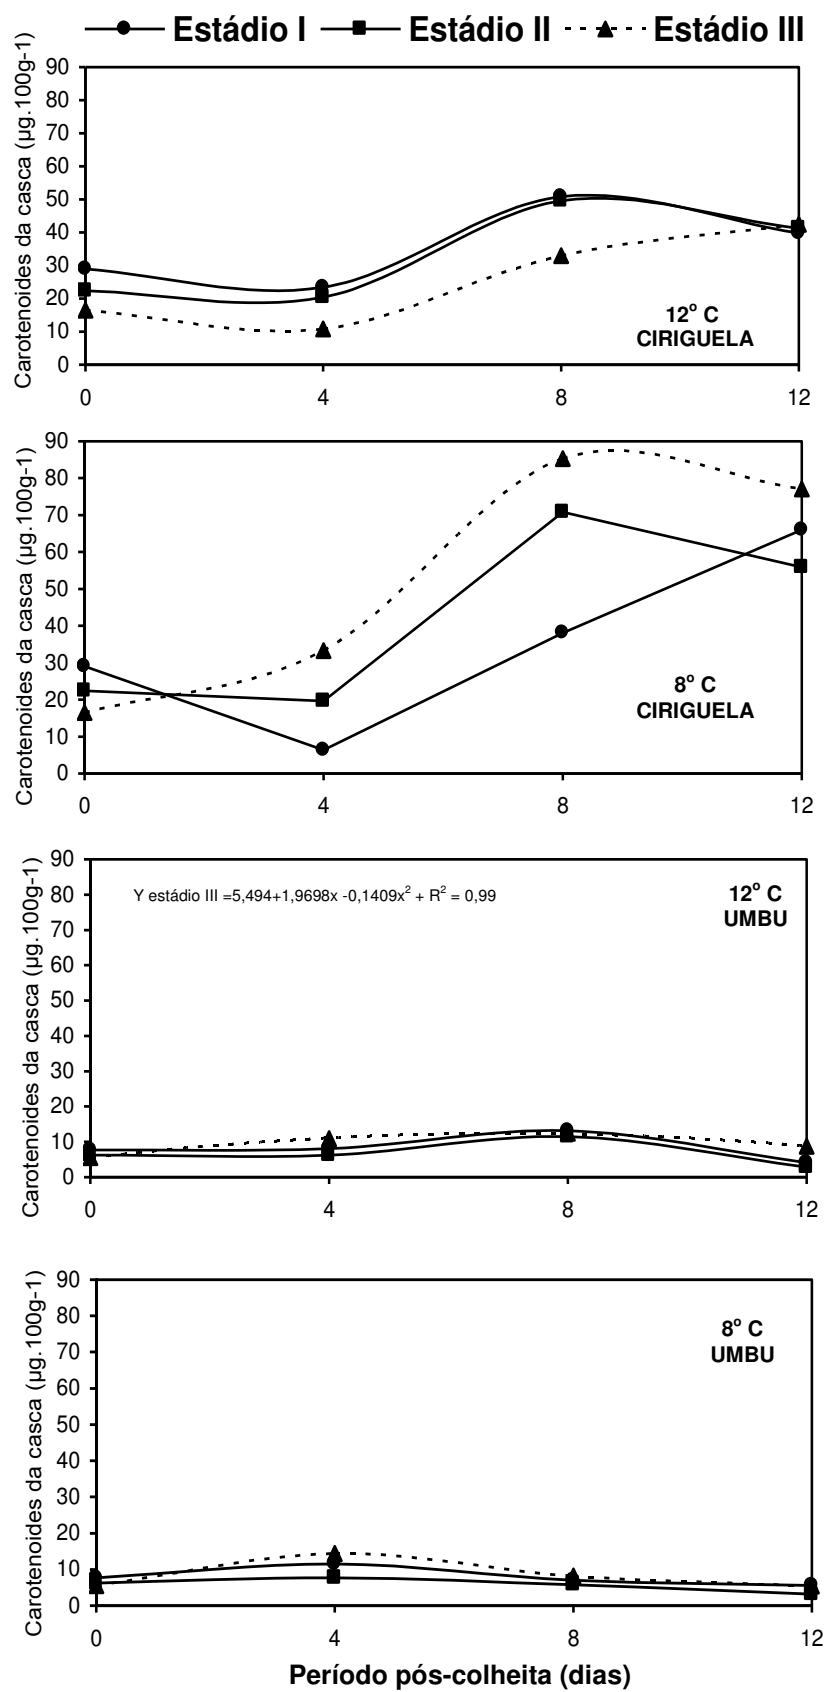 Estádio I Estádio II Estádio III
Carotenoides da casca (µg.100g-1)
90
80
70
60
50
40
30
20
10
0
12º C
CIRIGUELA
0 4 8 12
Carotenoides da casca (µg.100g-1)
90
80
70
60
50
40
30
20
10
0
8º C
CIRIGUELA
0 4 8 12
Carotenoides da casca (µg.100g-1)
90
80
70
60
50
40
30
20
10
0
Y estádio III =5,494+1,9698x -0,1409x² + R² = 0,99
12º C
UMBU
0 4 8 12
Carotenoides da casca (µg.100g-1)
90
80
70
60
50
40
30
20
10
0
8º C
UMBU
0 4 8 12
Período pós-colheita (dias)